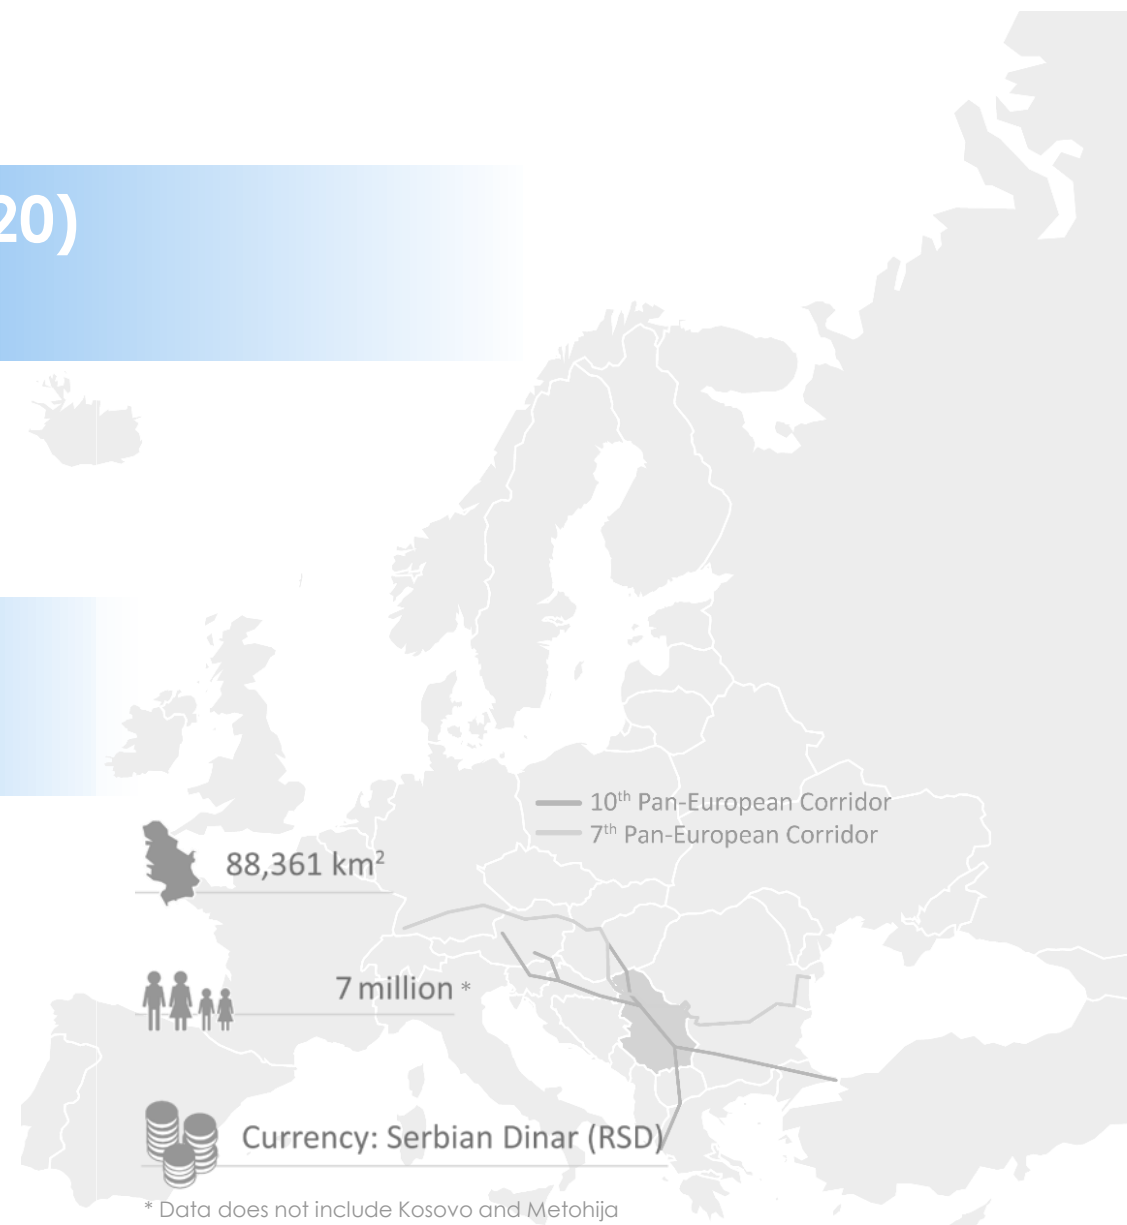 20)
10th Pan-European Corridor
7th Pan-European Corridor
88,361 km²
7 million *
Currency: Serbian Dinar (RSD)
* Data does not include Kosovo and Metohija